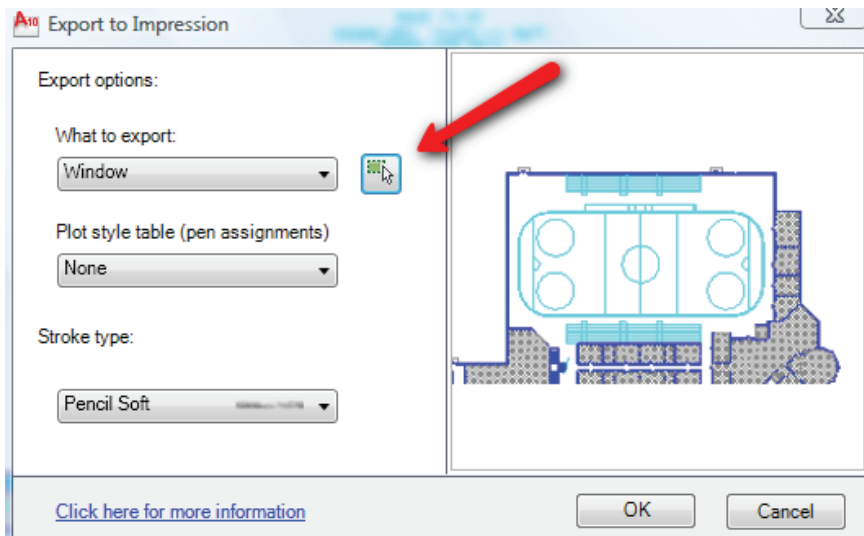 A10 Export to Impression
Export options:
What to export:
Window
Plot style table (pen assignments)
None
Stroke type:
Pencil Soft
Click here for more information
OK Cancel